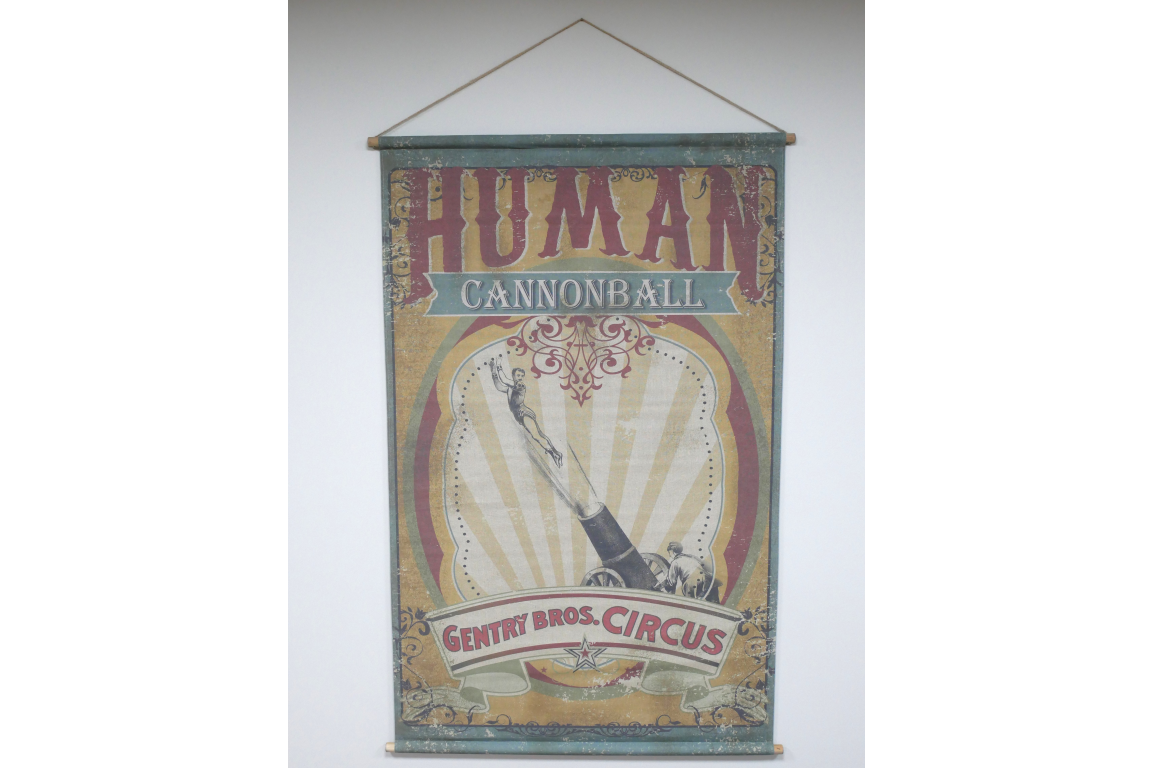 HUMAN
CANNONBALL
GENTRY BROS. CIRCUS